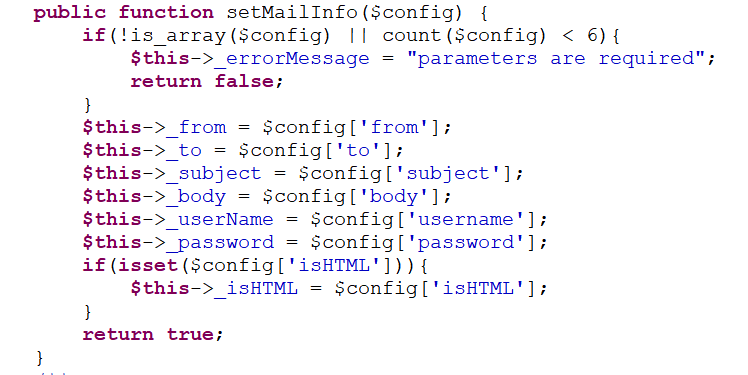 public function setMailInfo($config) {
if(!is_array($config) || count($config) < 6){
$this->_errorMessage = "parameters are required";
return false;
}
$this->_from = $config['from'];
$this->_to = $config['to'];
$this->_subject = $config['subject'];
$this->_body = $config['body'];
$this->_userName = $config['username'];
$this->_password = $config['password'];
if(isset($config['isHTML'])){
$this->_isHTML = $config['isHTML'];
}
return true;
}